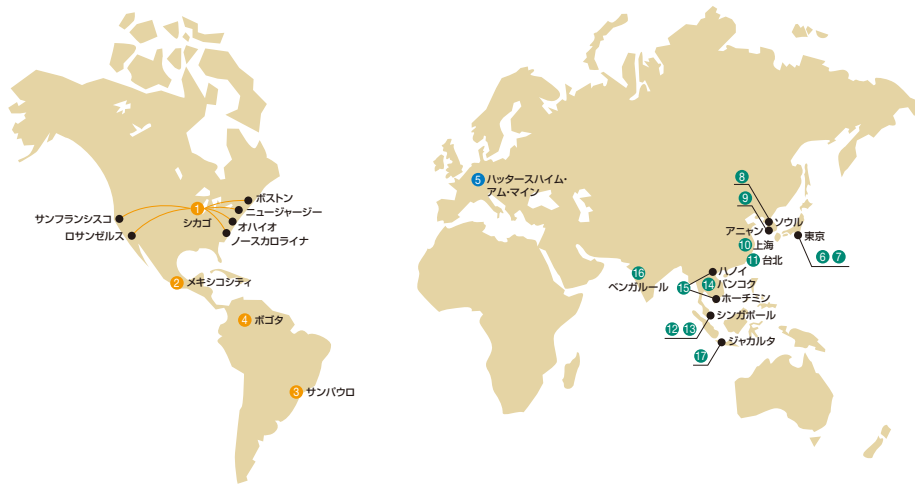 サンフランシスコ
ロサンゼルス
1
シカゴ
ボストン
ニュージャージー
オハイオ
ノースカロライナ
2 メキシコシティ
4 ボゴタ
3 サンパウロ
5 ハッタースハイム・
アム・マイン
8
9
ソウル
アニャン
東京
6 7
10 上海
11 台北
16
ベンガルール
ハノイ
14 バンコク
15
ホーチミン
シンガポール
12 13
ジャカルタ
17